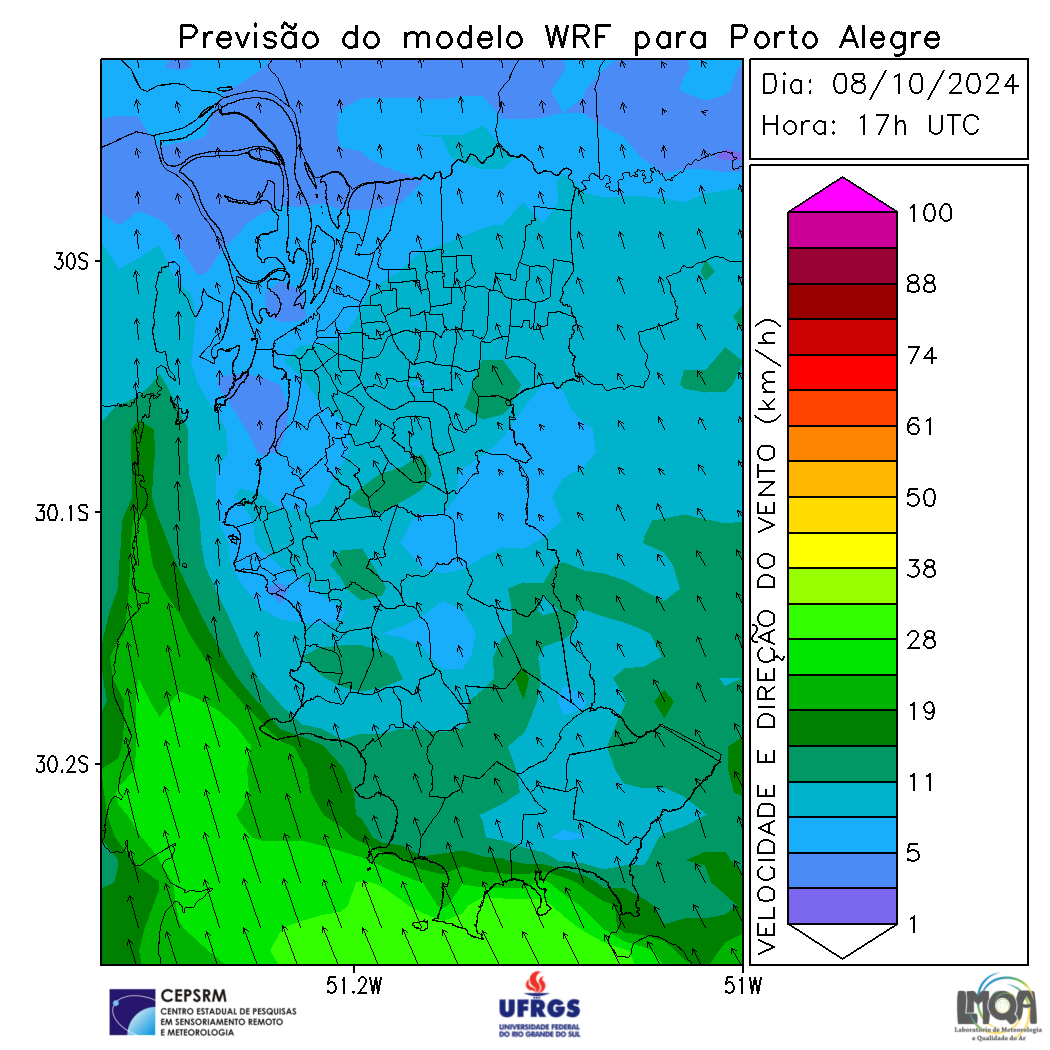 Previsão do modelo WRF para Porto Alegre
Dia: 08/10/2024
Hora: 17h UTC
30S
30.1S
30.2S
51.2W
51W
VELOCIDADE E DIREÇÃO DO VENTO (km/h)
100
88
74
61
50
38
28
19
11
5
1
CEPSRM
CENTRO ESTADUAL DE PESQUISAS
EM SENSORIAMENTO REMOTO
E METEOROLOGIA
UFRGS
UNIVERSIDADE FEDERAL
DO RIO GRANDE DO SUL
LMQA
Laboratório de Meteorologia
e Qualidade do Ar